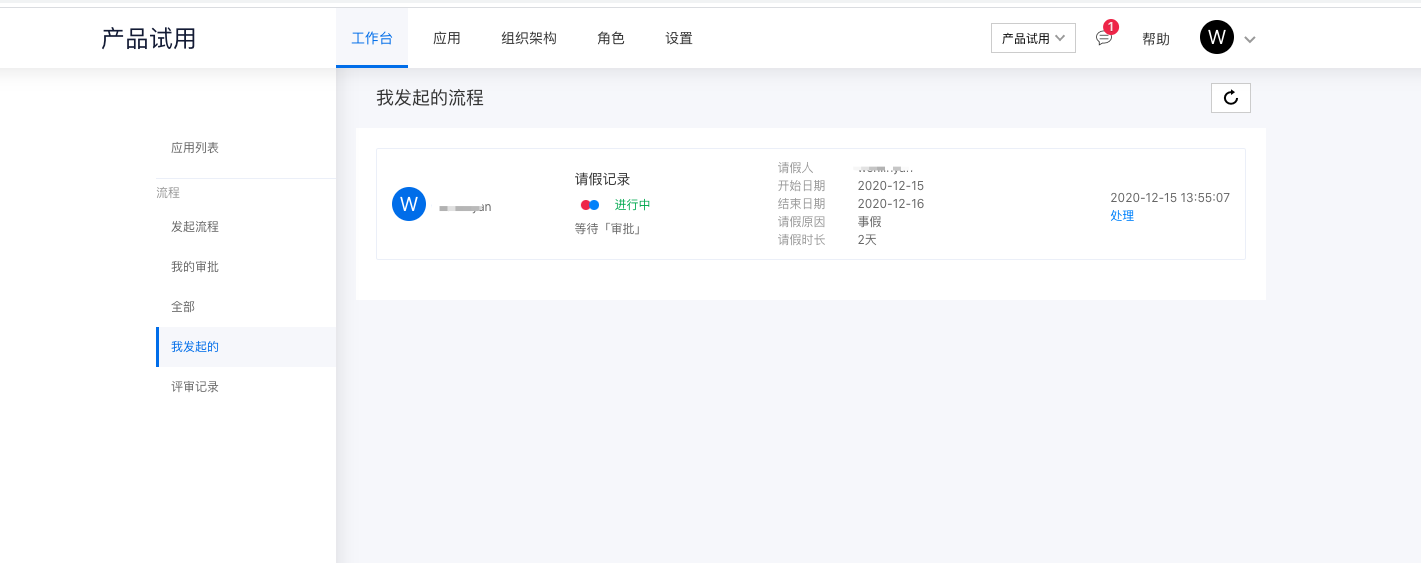 产品试用
工作台 应用 组织架构 角色 设置
产品试用 1 帮助 W
应用列表
流程
发起流程
我的审批
全部
我发起的
评审记录
我发起的流程
W
请假记录
进行中
等待「审批」
请假人
开始日期 2020-12-15
结束日期 2020-12-16
请假原因 事假
请假时长 2天
2020-12-15 13:55:07
处理